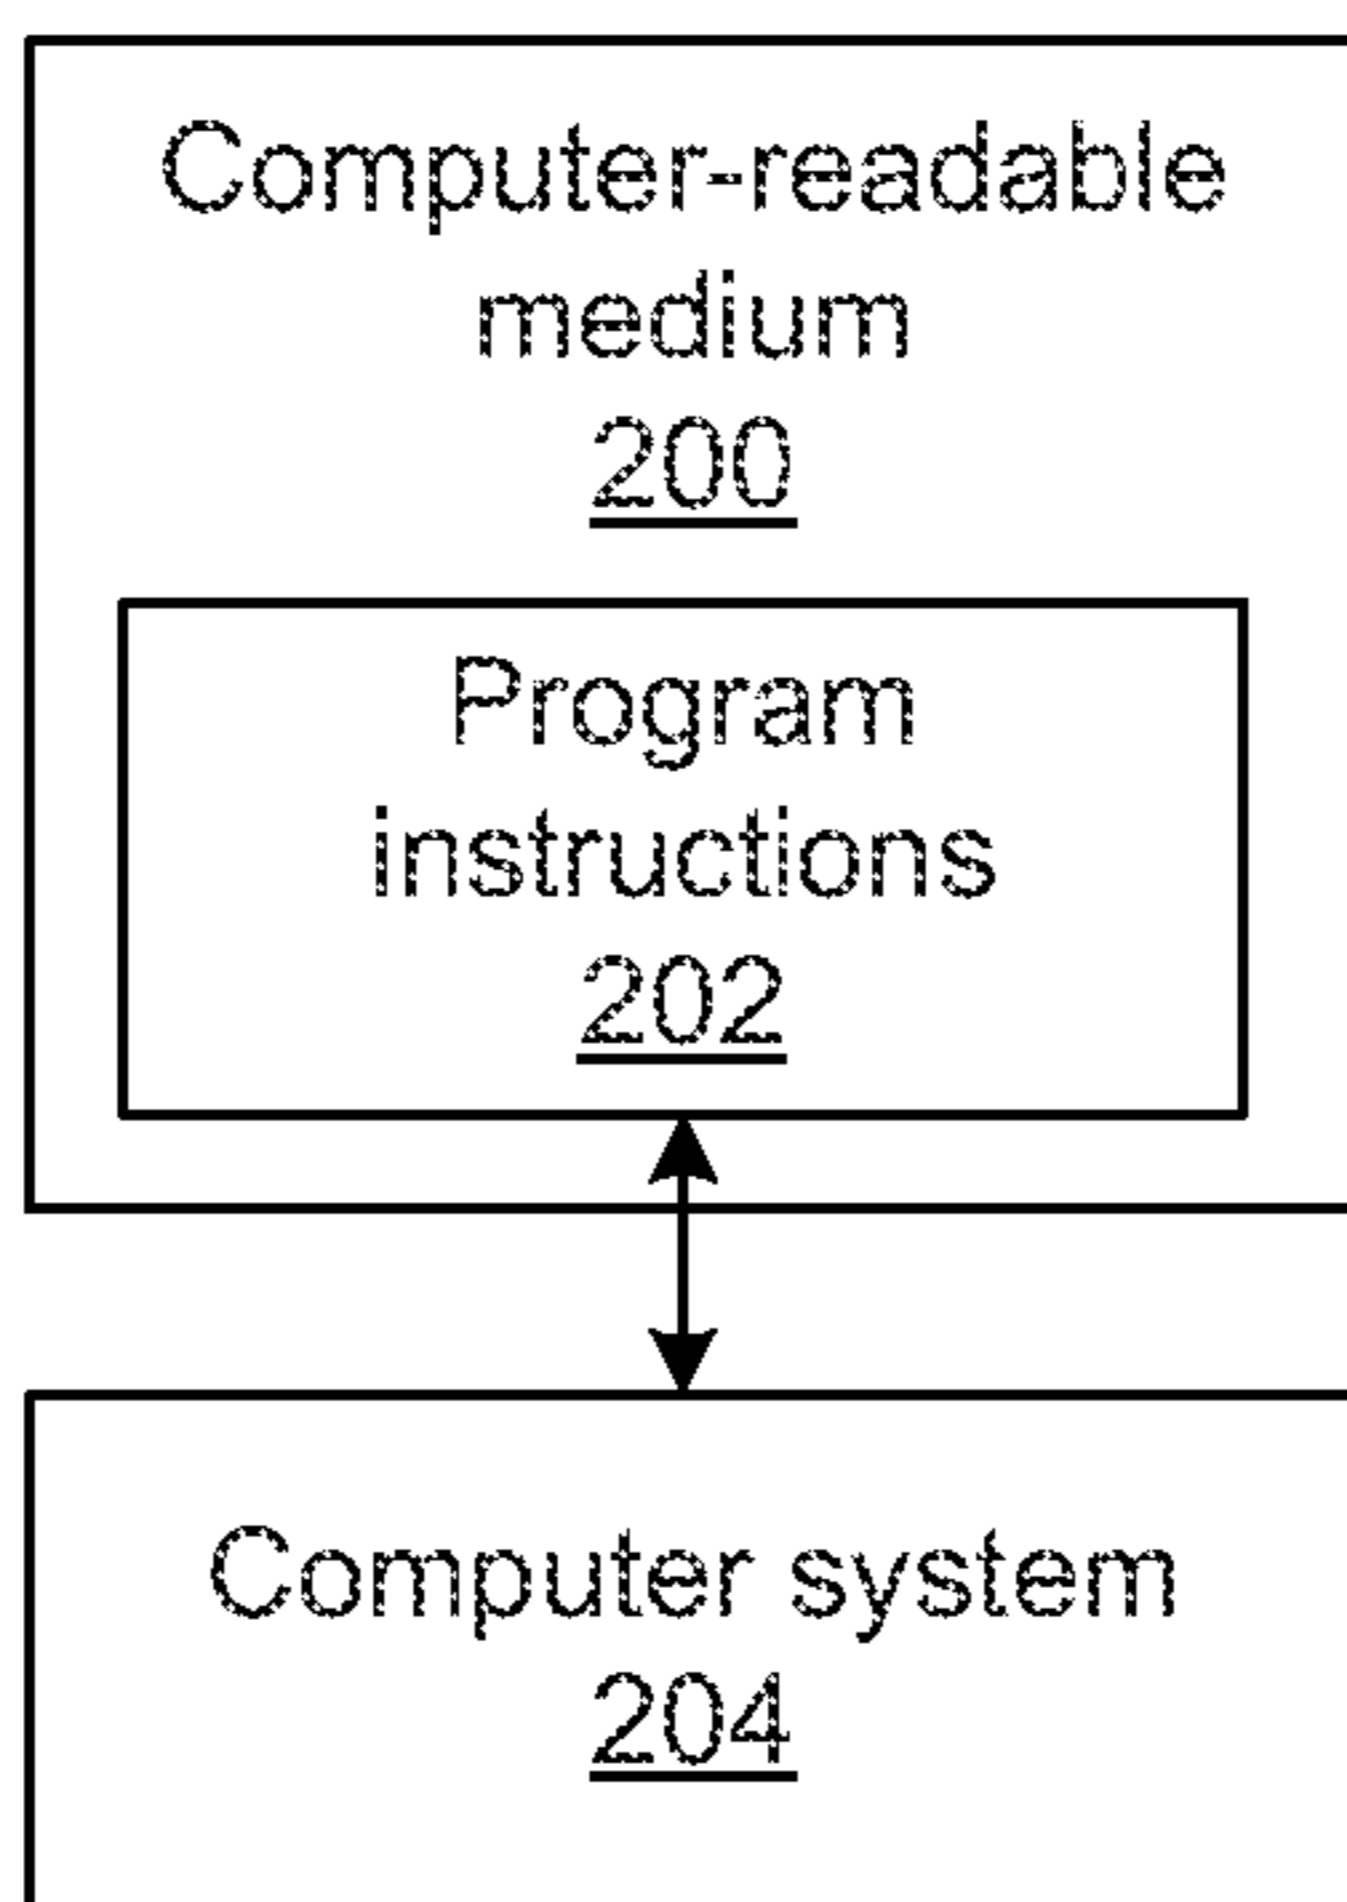 Computer-readable
medium
200
Program
instructions
202
Computer system
204